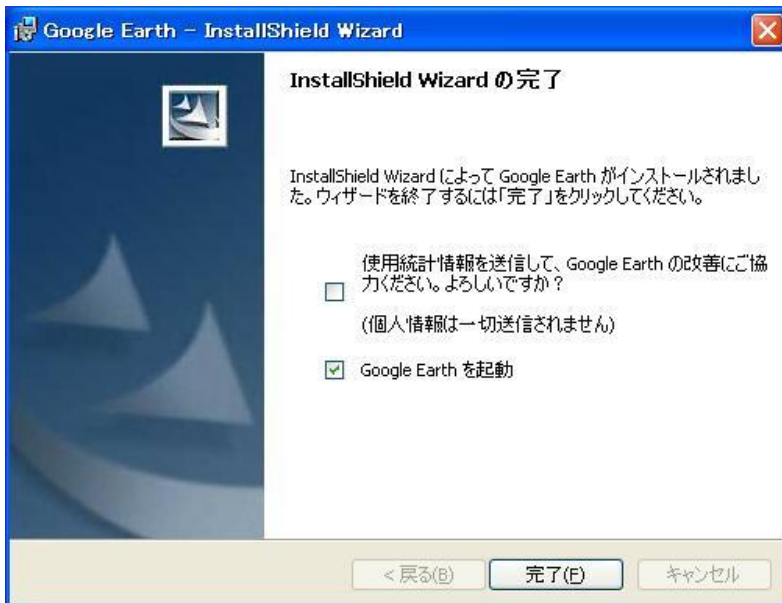 Google Earth - InstallShield Wizard
InstallShield Wizard の完了
InstallShield Wizard によって Google Earth がインストールされまし
た。ウィザードを終了するには「完了」をクリックしてください。
使用統計情報を送信して、Google Earth の改善にご協
力ください。よろしいですか?
(個人情報は一切送信されません)
Google Earth を起動
< 戻る(B)
完了(F)
キャンセル